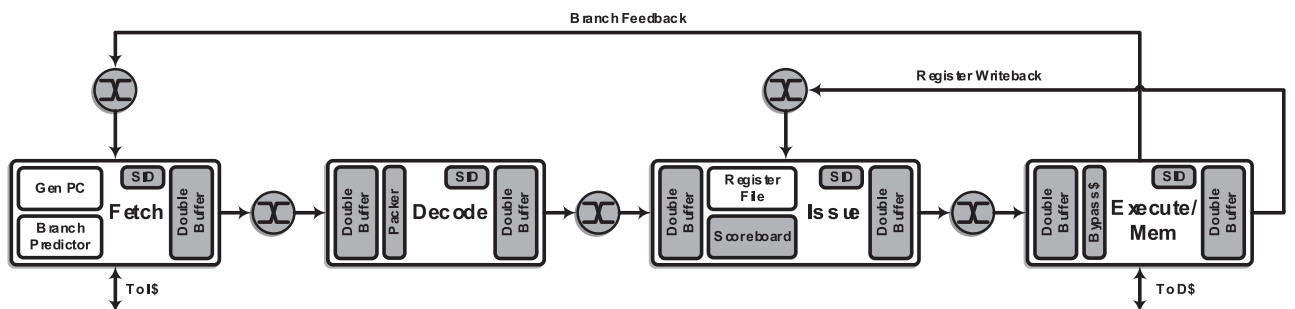 Branch Feedback
Register Writeback
Gen PC
Branch
Predictor
SID
Fetch
Double
Buffer
To I$
Double
Buffer
Packer
SID
Decode
Double
Buffer
Double
Buffer
Register
File
Scoreboard
SID
Issue
Double
Buffer
Double
Buffer
Bypass$
SID
Execute/
Mem
Double
Buffer
To D$